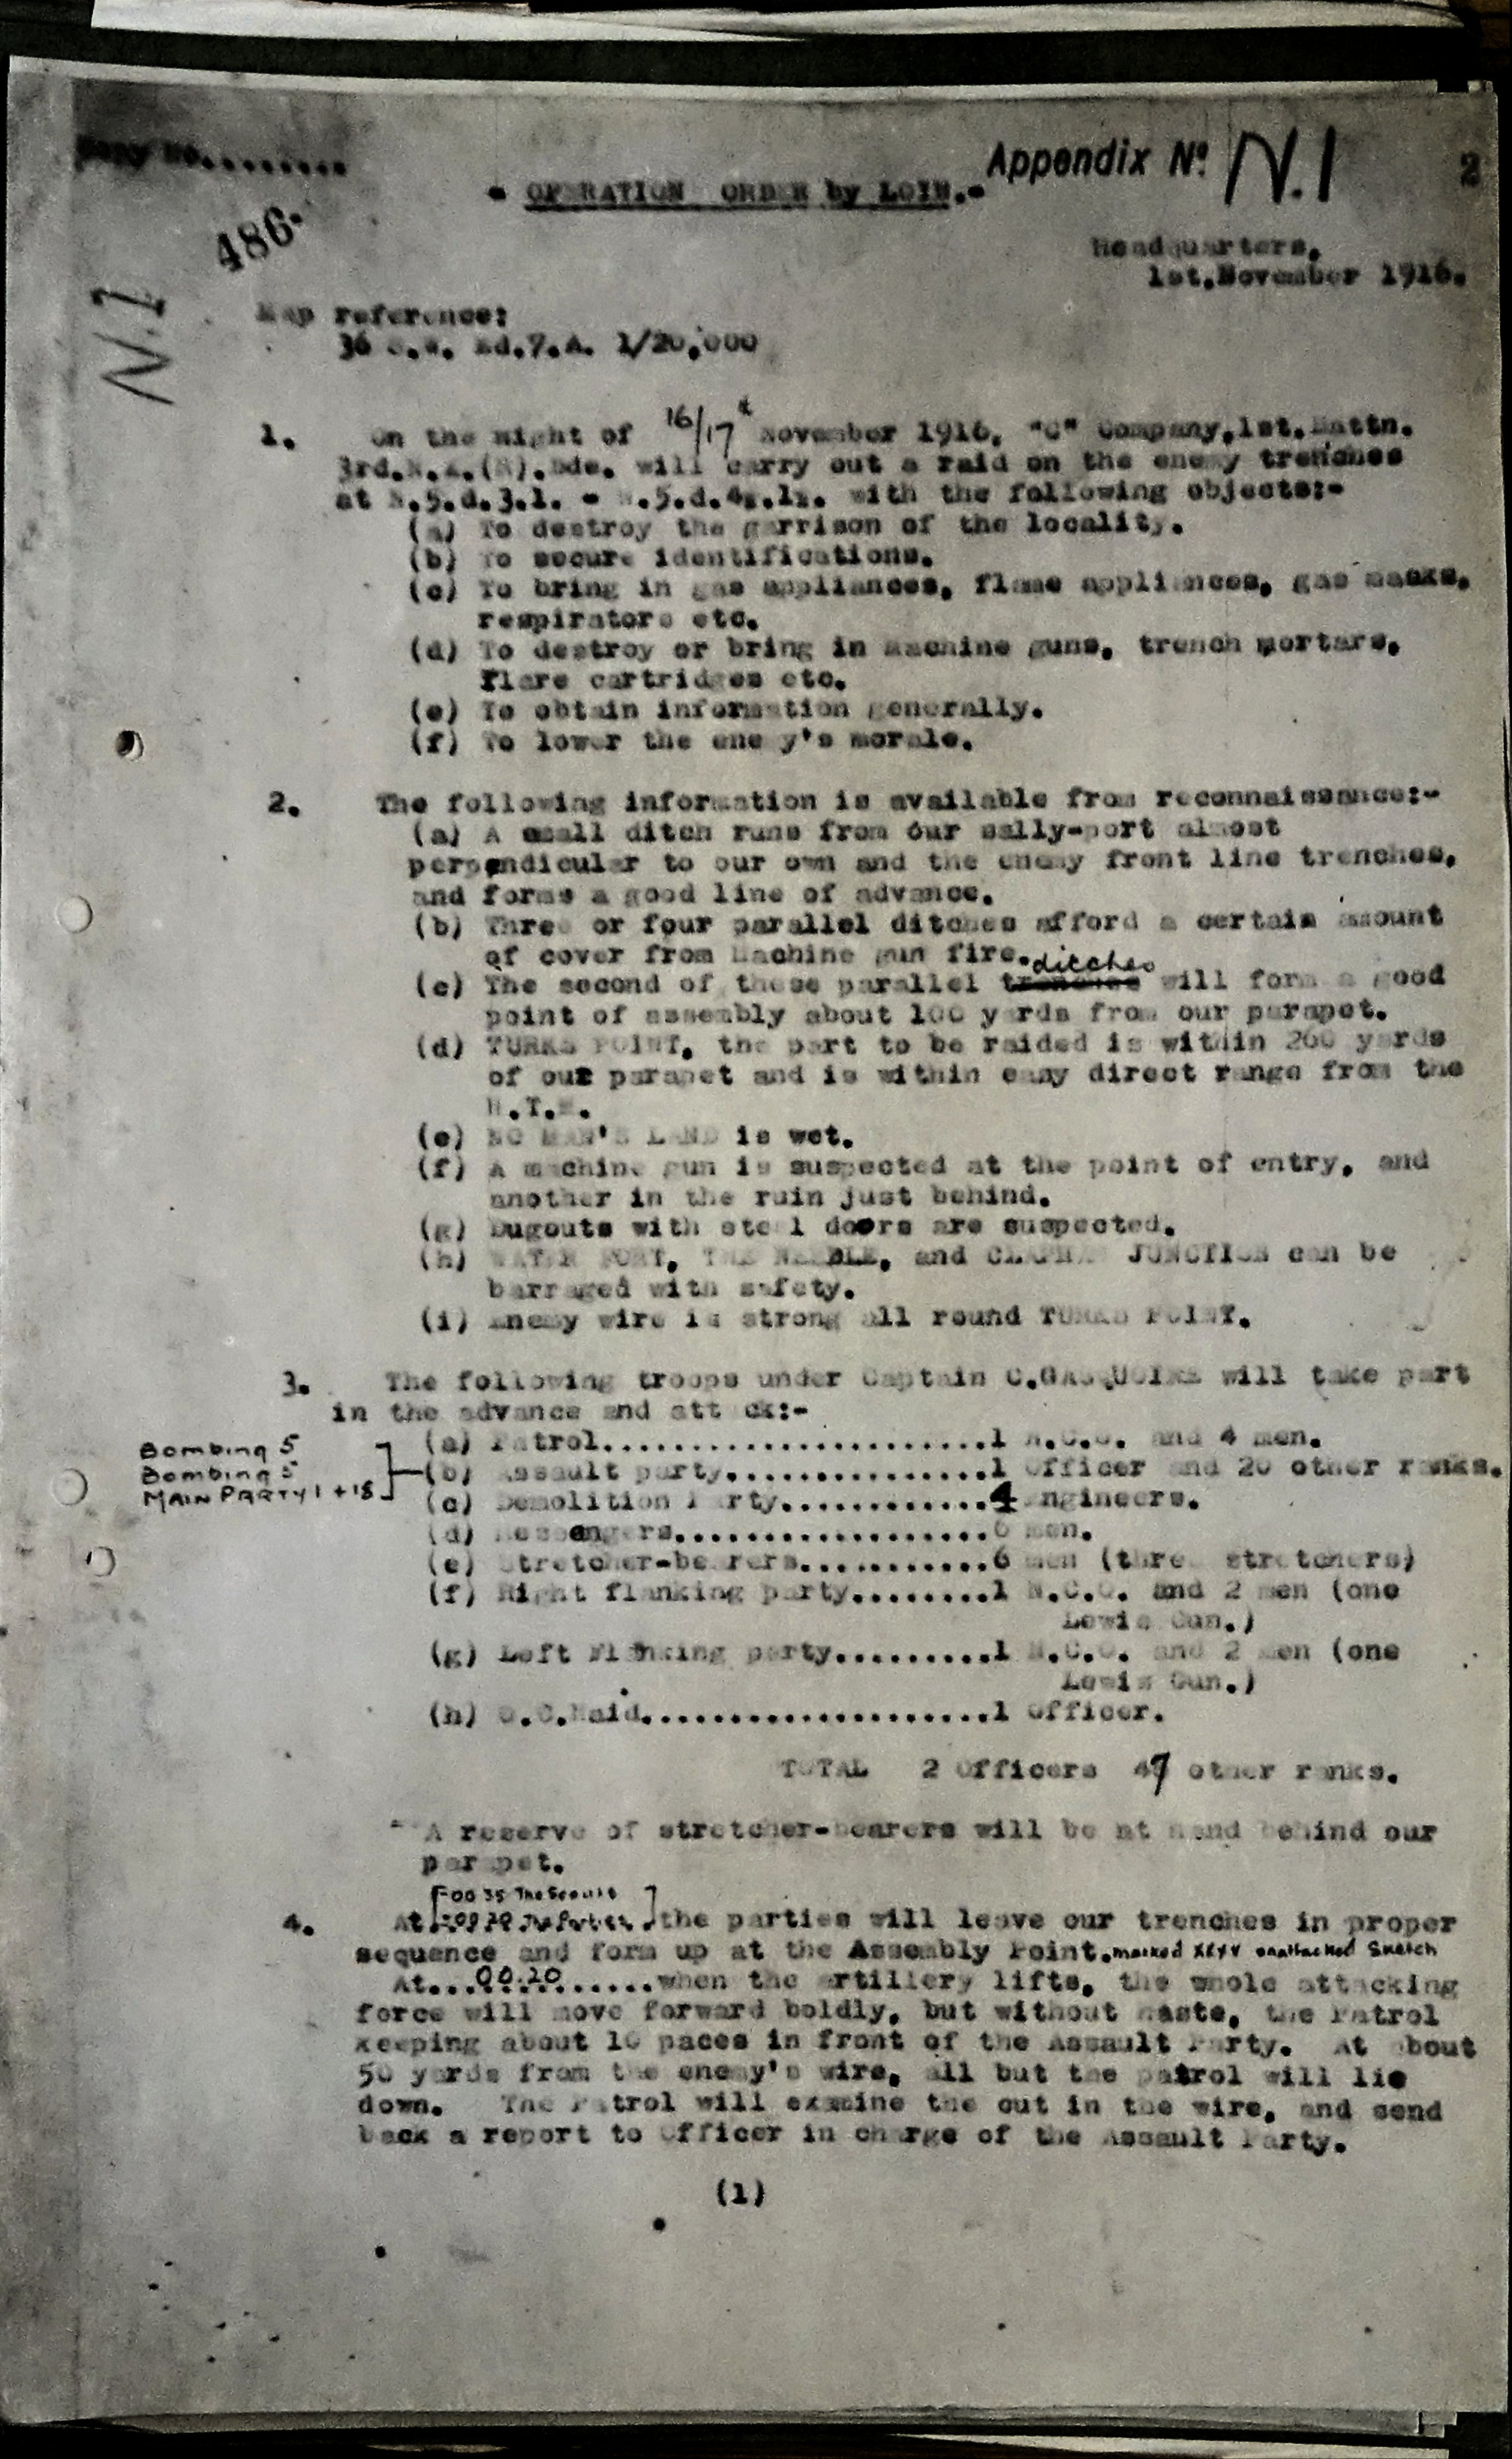 Copy No.........
Appendix Nº N.1
2
- OPERATION ORDER by LOIN.-
486.
N.1
Headquarters,
1st.November 1916.
Map reference:
36 S.W. Ed.7.A. 1/20,000
1. On the night of 16/17 November 1916, "C" Company,1st.Battn.
3rd.N.Z.(R).Bde. will carry out a raid on the enemy trenches
at N.5.d.3.1. - N.5.d. with the following objects:-
(a) To destroy the garrison of the locality.
(b) To secure identifications.
(c) To bring in gas appliances, flame appliances, gas masks,
respirators etc.
(d) To destroy or bring in machine guns, trench mortars,
flare cartridges etc.
(e) To obtain information generally.
(f) To lower the enemy's morale.
2. The following information is available from reconnaissance:-
(a) A small ditch runs from our sally-port almost
perpendicular to our own and the enemy front line trenches,
and forms a good line of advance.
(b) Three or four parallel ditches afford a certain amount
of cover from Machine gun fire.
(c) The second of these parallel trenches ditches will form a good
point of assembly about 100 yards from our parapet.
(d) TURKS POINT, the part to be raided is within 200 yards
of our parapet and is within easy direct range from the
(e) NO MAN'S LAND is wet.
(f) A machine gun is suspected at the point of entry, and
another in the ruin just behind.
(g) Dugouts with steel doors are suspected.
(h) WATER FORT, THE NEEDLE, and CLAPHAM JUNCTION can be
barraged with safety.
(i) Enemy wire is strong all round TURKS POINT.
3. The following troops under Captain C.GASQUOINE will take part
in the advance and attack:-
Bombing 5
Bombing 5
MAIN PARTY 1 + 18
(a) Patrol......................1 N.C.O. and 4 men.
(b) Assault party...............1 Officer and 20 other ranks.
(c) Demolition Party............4 Engineers.
(d) Messengers..................6 men.
(e) Stretcher-bearers...........6 men (three stretchers)
(f) Right flanking party........1 N.C.O. and 2 men (one
Lewis Gun.)
(g) Left Flanking party.........1 N.C.O. and 2 men (one
Lewis Gun.)
(h) O.C.Raid....................1 Officer.
TOTAL 2 Officers 47 other ranks.
A reserve of stretcher-bearers will be at hand behind our
parapet.
4. At the parties will leave our trenches in proper
sequence and form up at the Assembly Point. marked
At...00.20.......when the artillery lifts, the whole attacking
force will move forward boldly, but without haste, the Patrol
keeping about 10 paces in front of the Assault Party. At about
50 yards from the enemy's wire, all but the patrol will lie
down. The Patrol will examine the cut in the wire, and send
back a report to Officer in charge of the Assault Party.
(1)